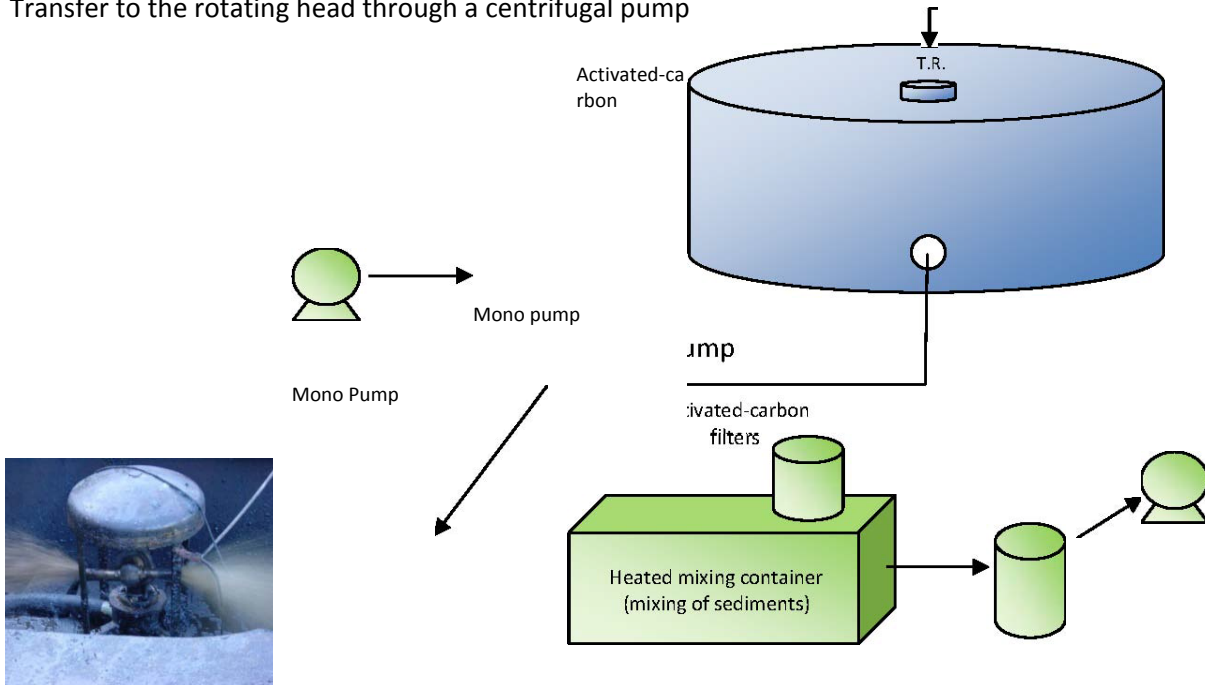 Transfer to the rotating head through a centrifugal pump
T.R.
Activated-ca
rbon
Mono pump
ump
Mono Pump
tivated-carbon
filters
Heated mixing container
(mixing of sediments)